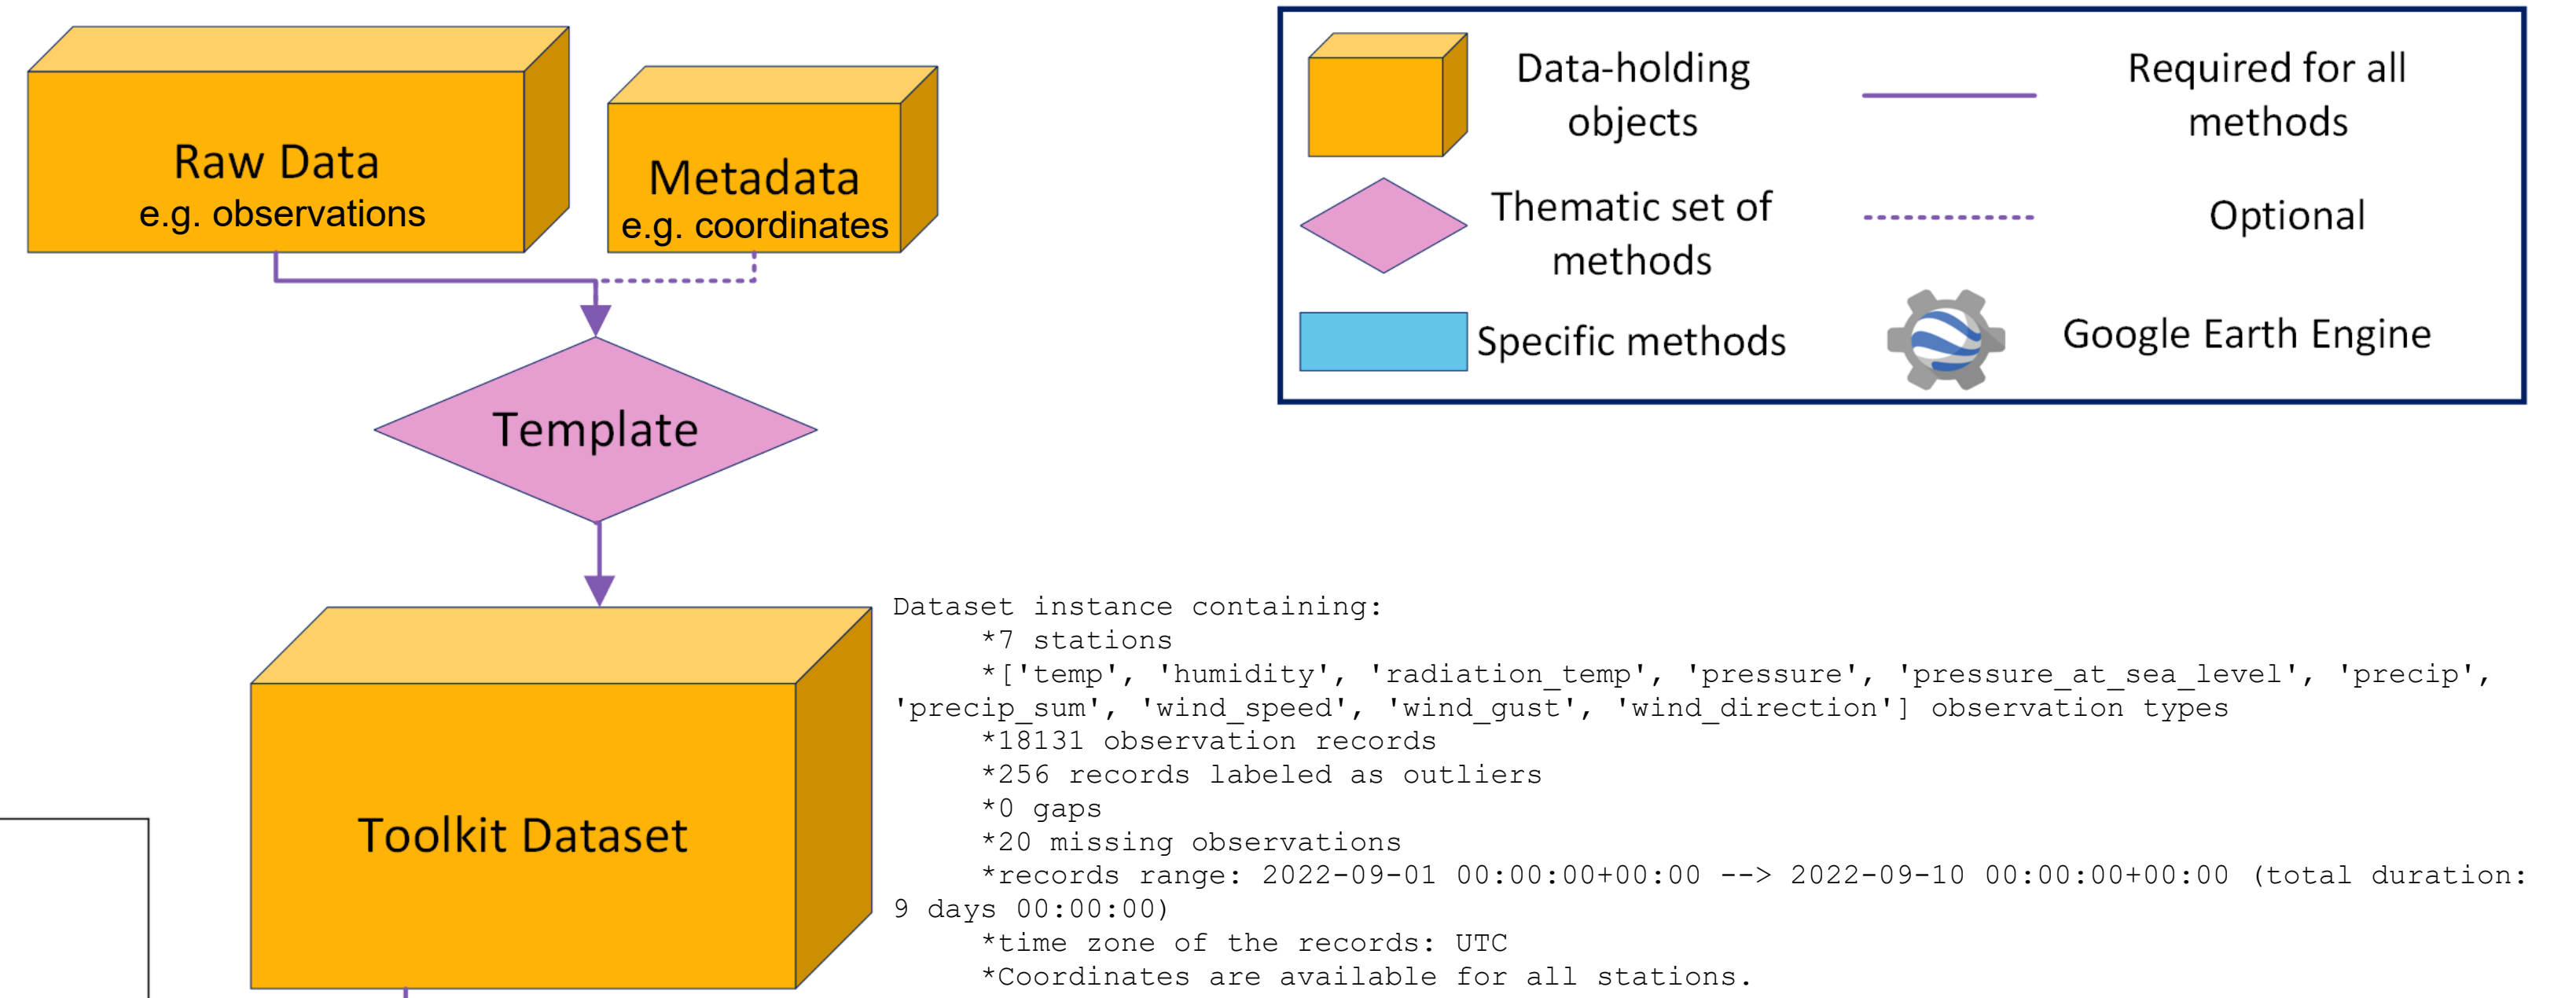 Raw Data
e.g. observations
Metadata
e.g. coordinates
Template
Toolkit Dataset
Data-holding
objects
Required for all
methods
Thematic set of
methods
Optional
Specific methods
Google Earth Engine
Dataset instance containing:
*7 stations
*['temp', 'humidity', 'radiation_temp', 'pressure', 'pressure_at_sea_level', 'precip',
'precip_sum', 'wind_speed', 'wind_gust', 'wind_direction'] observation types
*18131 observation records
*256 records labeled as outliers
*0 gaps
*20 missing observations
*records range: 2022-09-01 00:00:00+00:00 --> 2022-09-10 00:00:00+00:00 (total duration:
9 days 00:00:00)
*time zone of the records: UTC
*Coordinates are available for all stations.